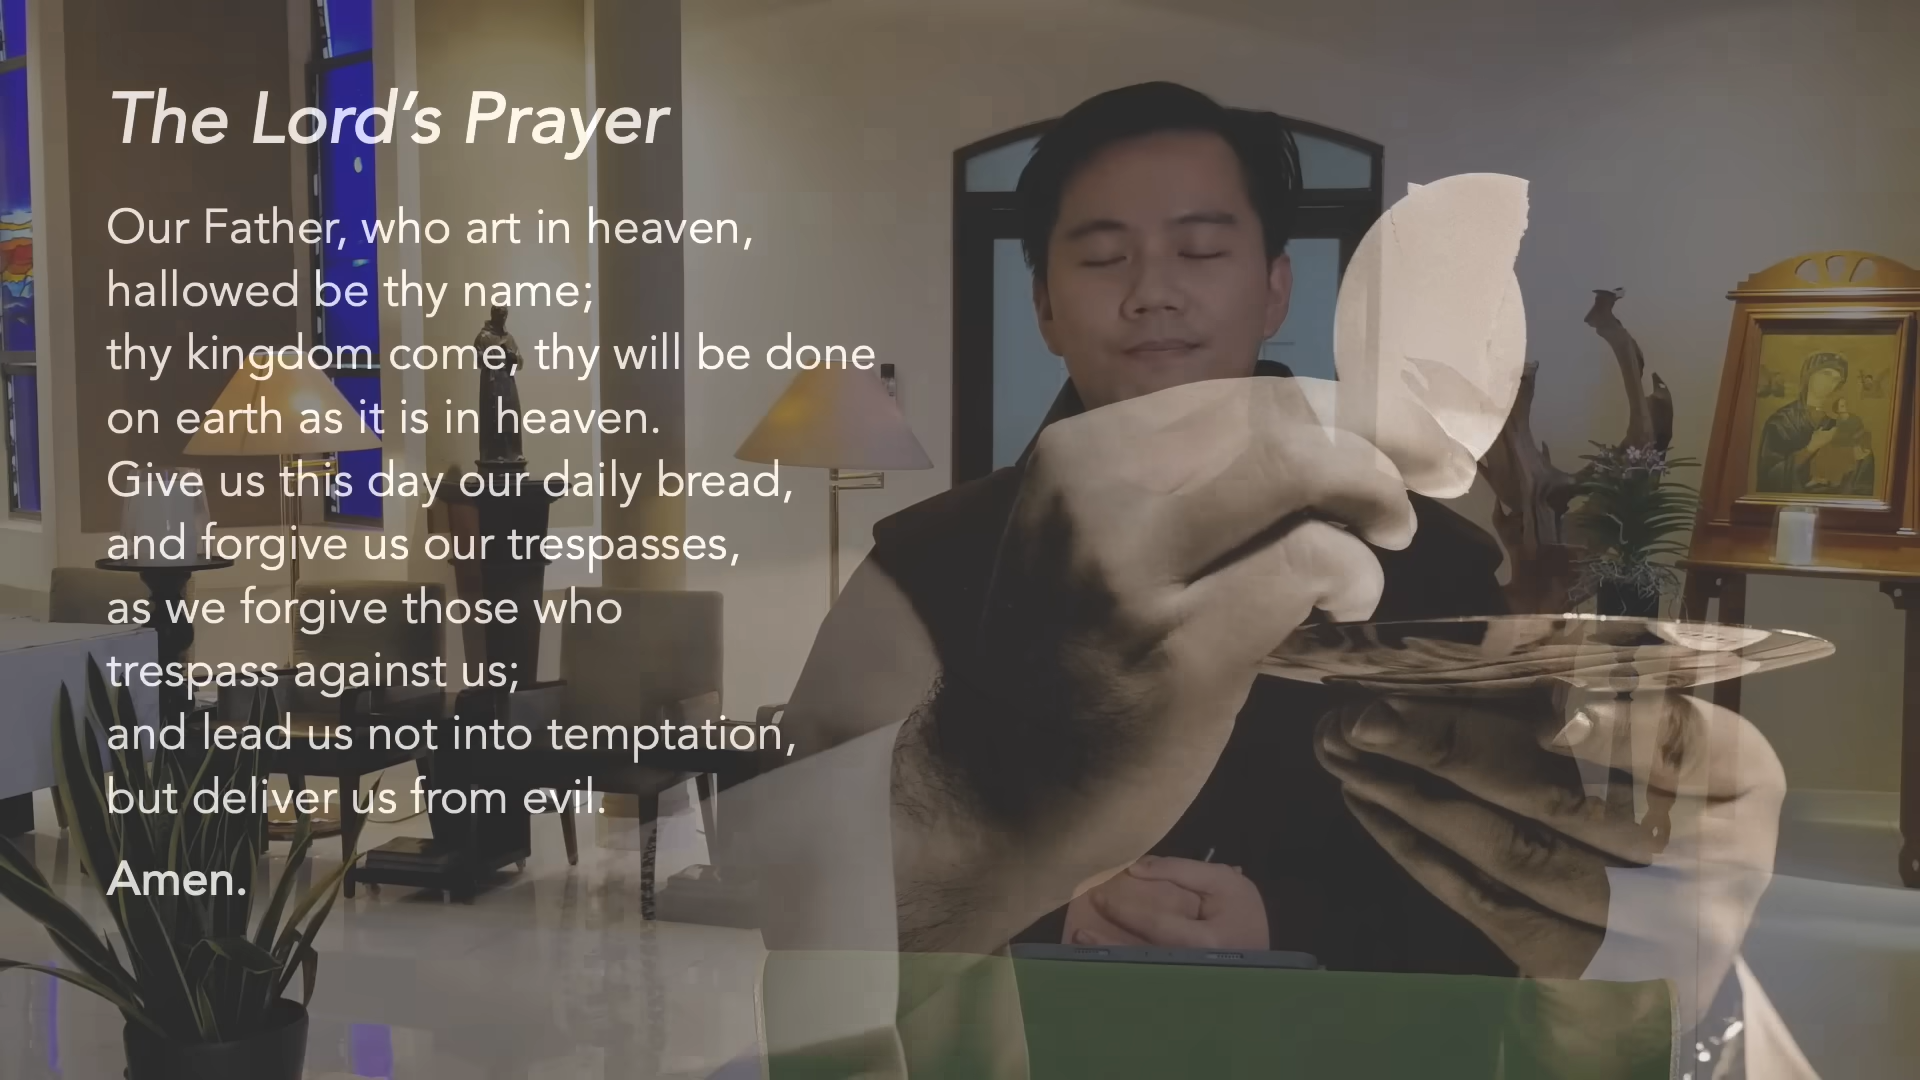 The Lord’s Prayer
Our Father, who art in heaven,
hallowed be thy name;
thy kingdom come, thy will be done
on earth as it is in heaven.
Give us this day our daily bread,
and forgive us our trespasses,
as we forgive those who
trespass against us;
and lead us not into temptation,
but deliver us from evil.
Amen.